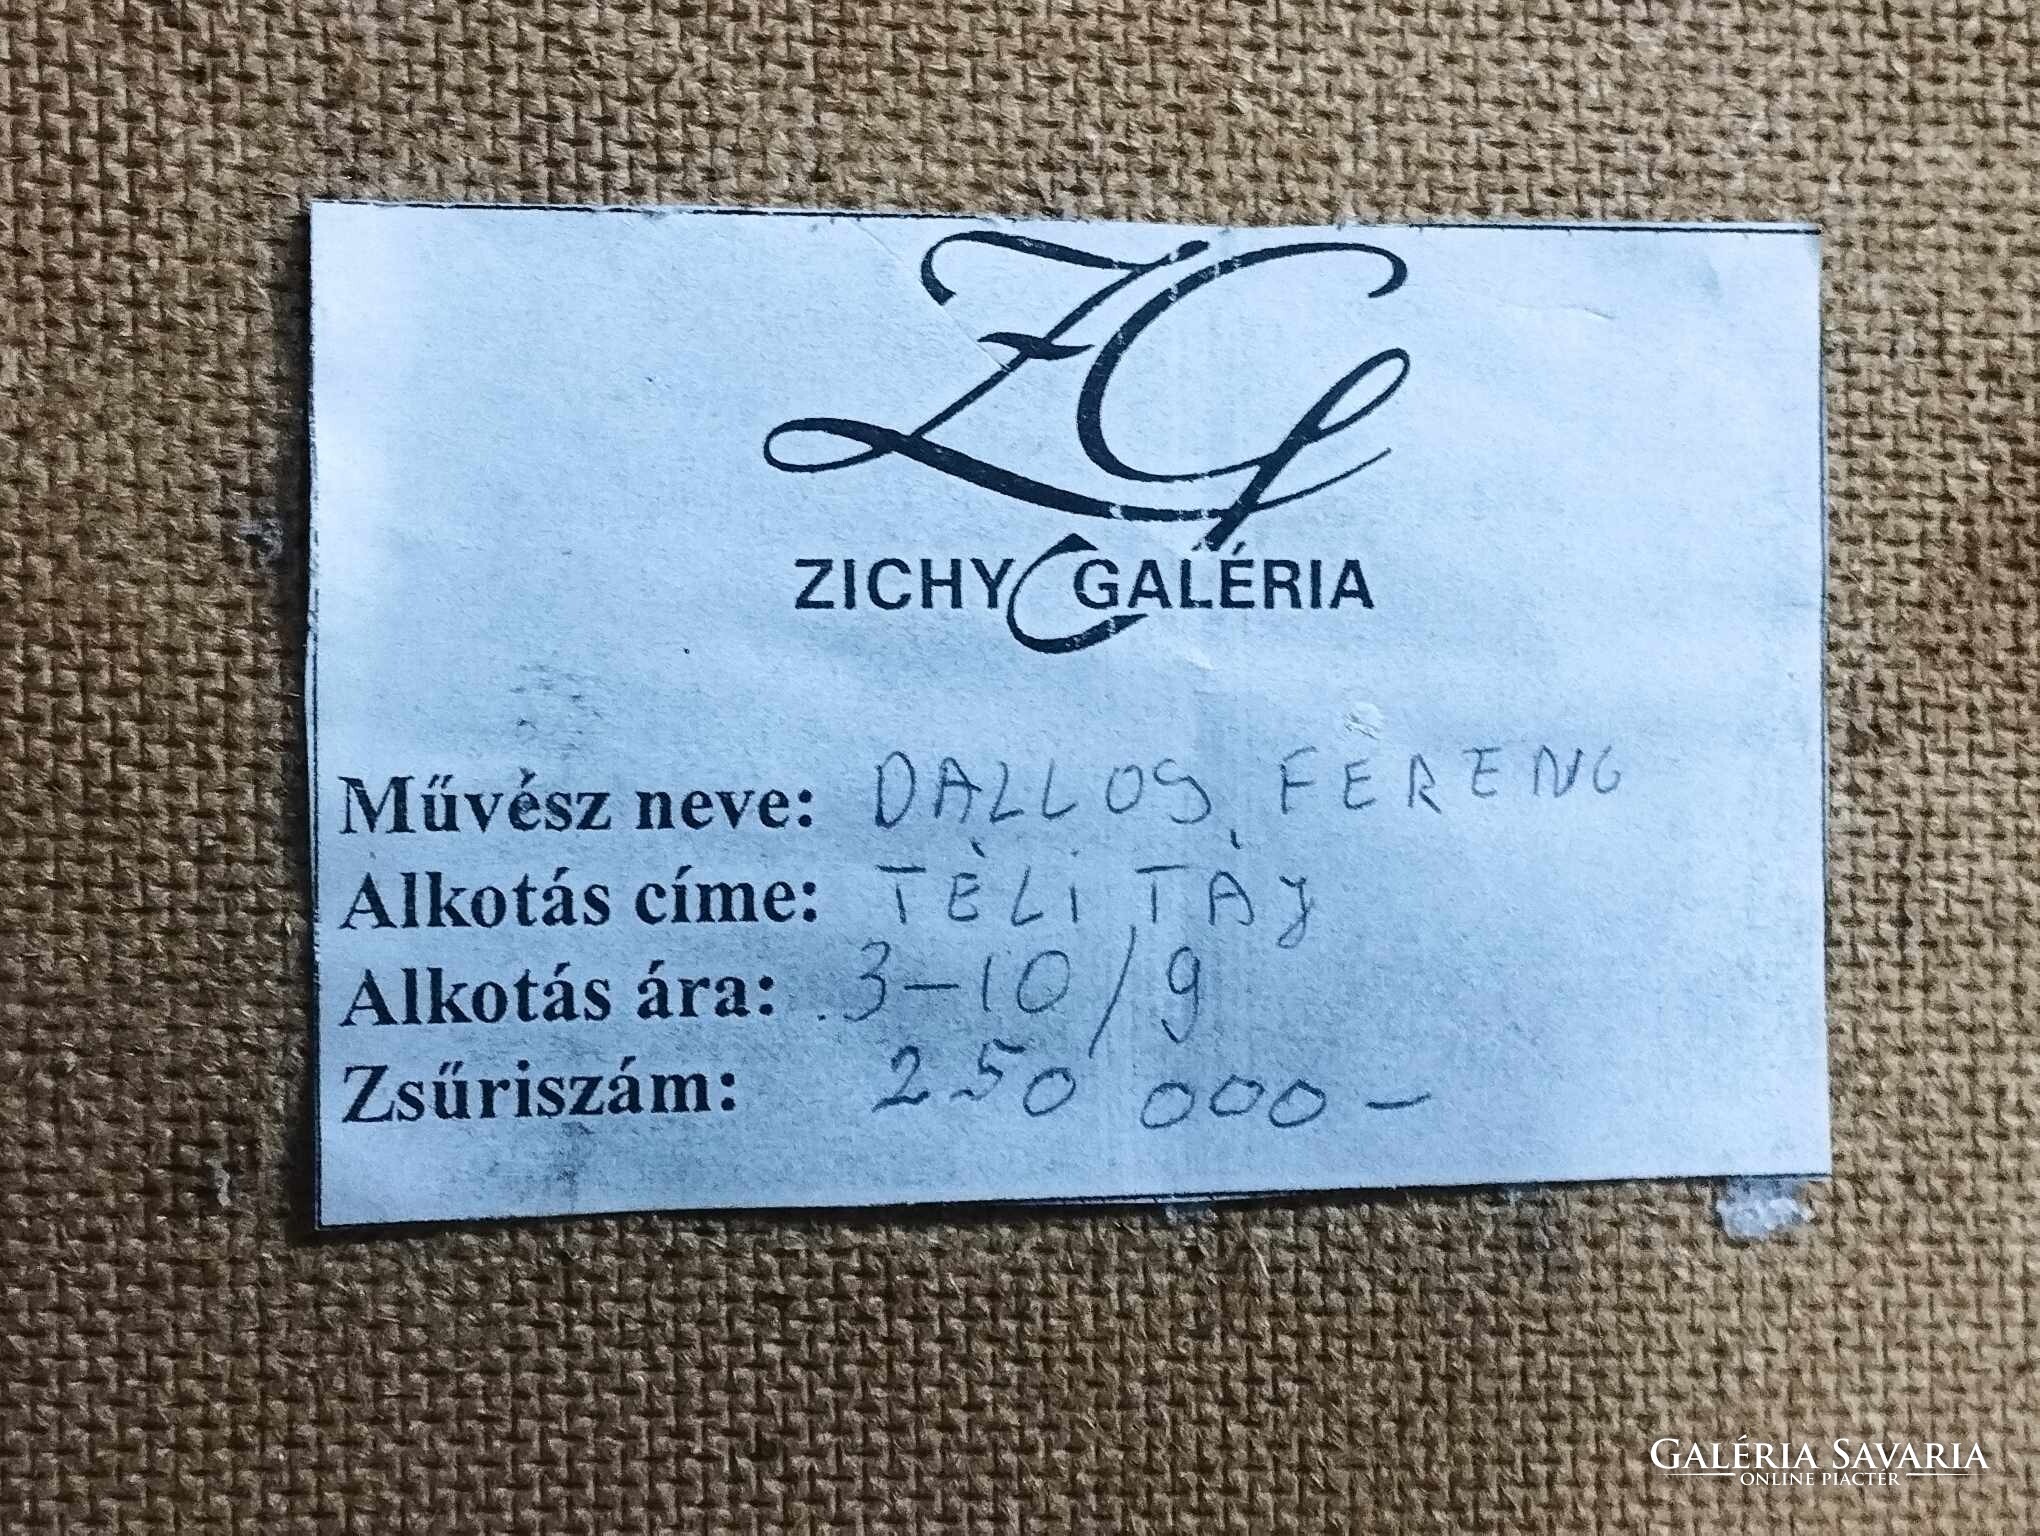 ZG
ZICHY GALÉRIA
Művész neve: DALLOS FERENC
Alkotás címe: TÉLI TÁJ
Alkotás ára: 3-10/9
Zsűriszám: 250 000-
GALÉRIA SAVARIA
ONLINE PIACTÉR